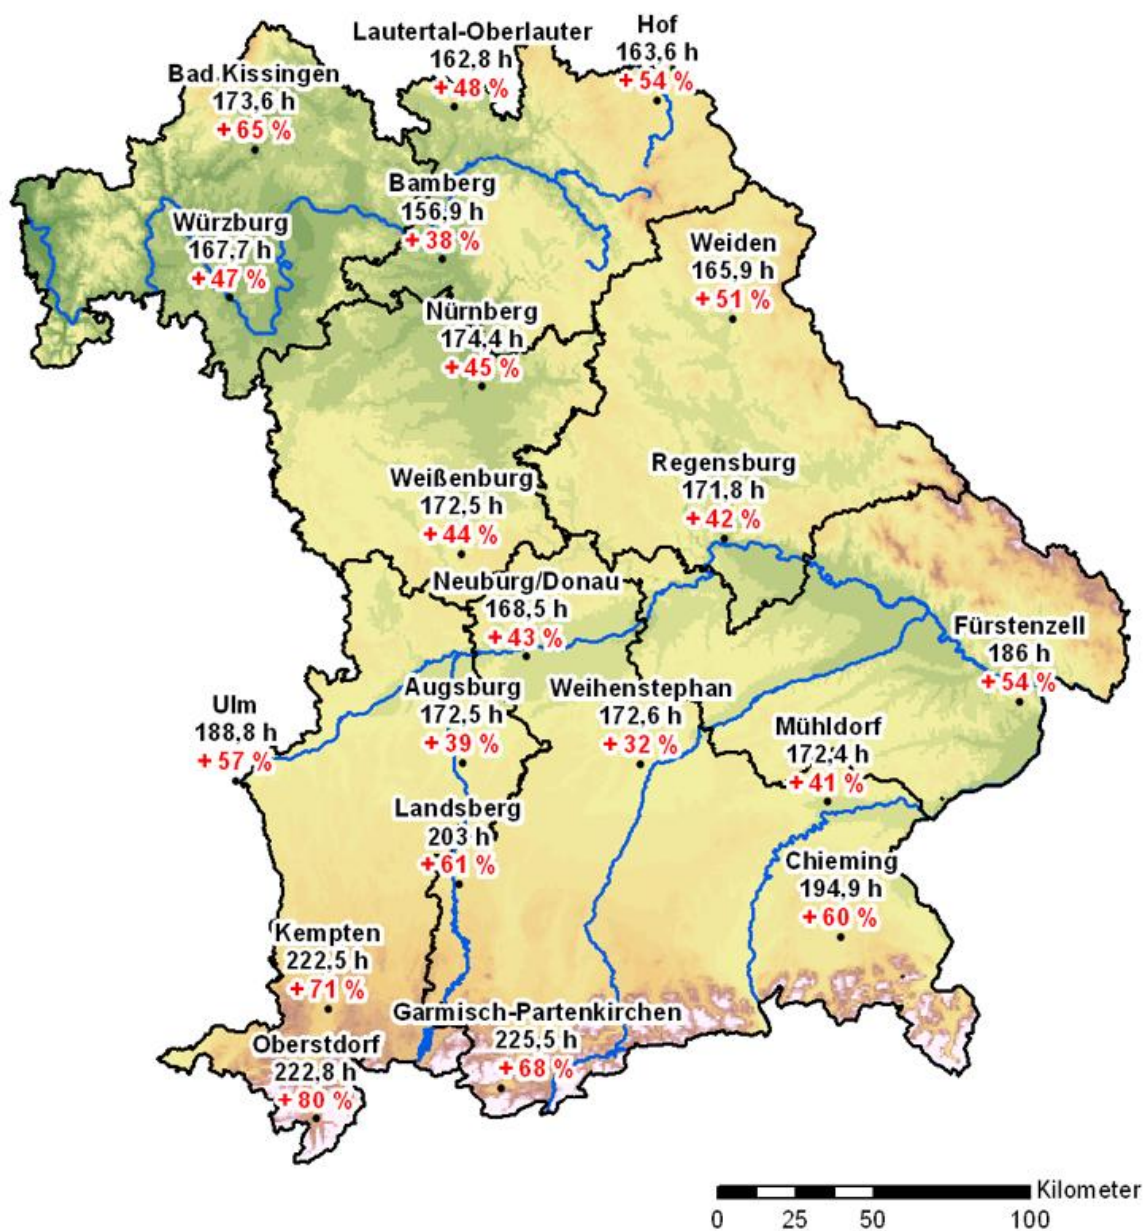 Lautertal-Oberlauter
162,8 h
+ 48 %
Hof
163,6 h
+ 54 %
Bad Kissingen
173,6 h
+ 65 %
Bamberg
156,9 h
+ 38 %
Würzburg
167,7 h
+ 47 %
Weiden
165,9 h
+ 51 %
Nürnberg
174,4 h
+ 45 %
Weißenburg
172,5 h
+ 44 %
Regensburg
171,8 h
+ 42 %
Neuburg/Donau
168,5 h
+ 43 %
Fürstenzell
186 h
+ 54 %
Ulm
188,8 h
+ 57 %
Augsburg
172,5 h
+ 39 %
Weihenstephan
172,6 h
+ 32 %
Mühldorf
172,4 h
+ 41 %
Landsberg
203 h
+ 61 %
Chieming
194,9 h
+ 60 %
Kempten
222,5 h
+ 71 %
Garmisch-Partenkirchen
225,5 h
+ 68 %
Oberstdorf
222,8 h
+ 80 %
Kilometer
0 25 50 100